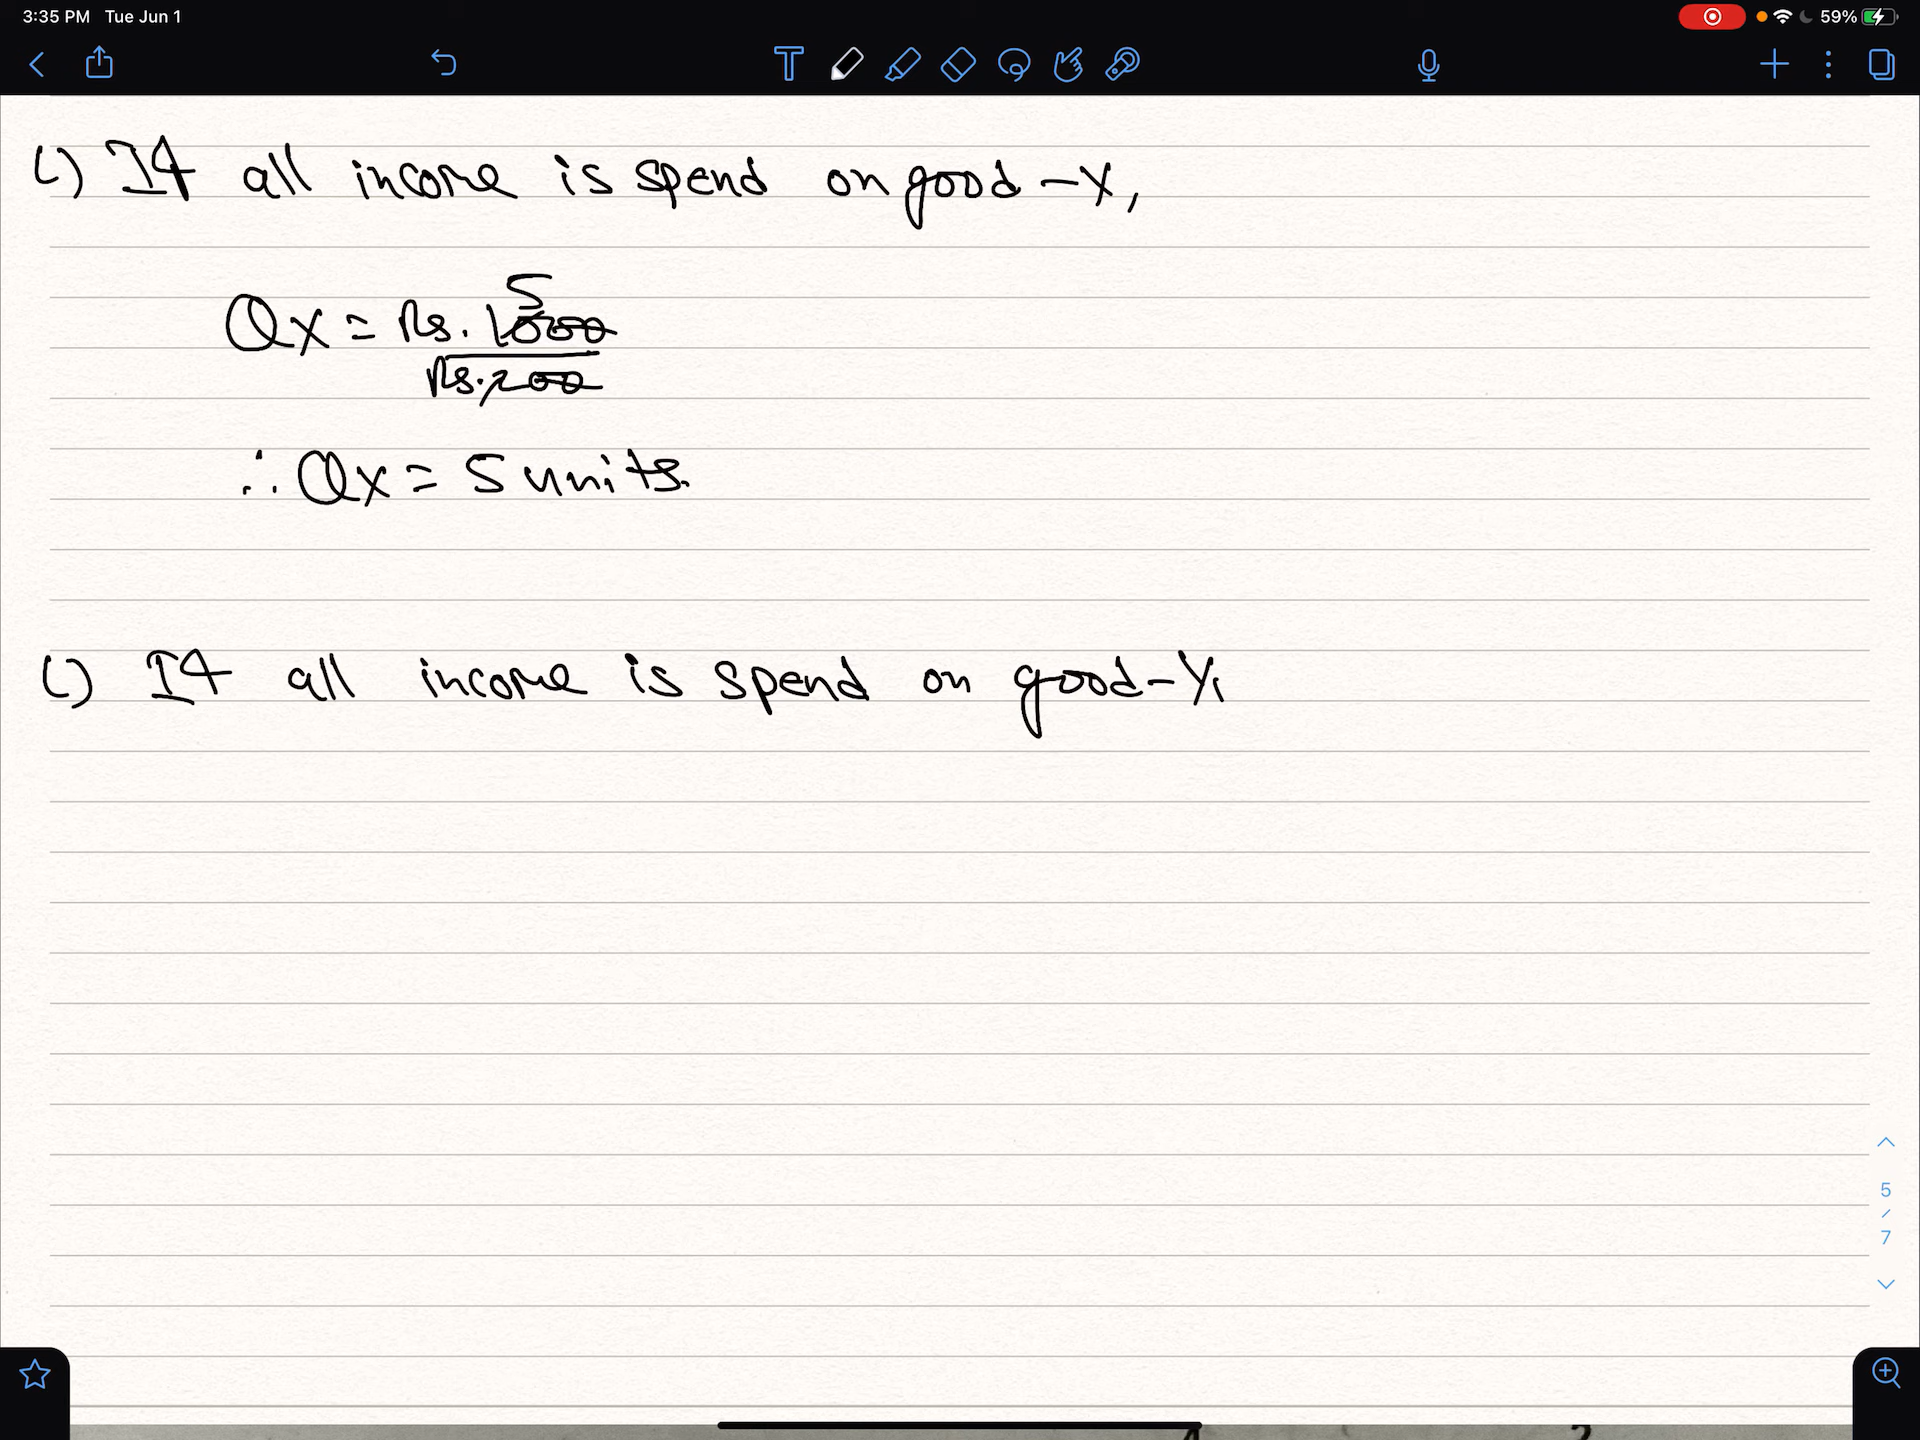 3:35 PM Tue Jun 1
59%
() If all income is spend on good-X,
5
Qx = Rs. 1000
Rs. 200
∴ Qx = 5 units.
() If all income is spend on good-Y,
5
/
7